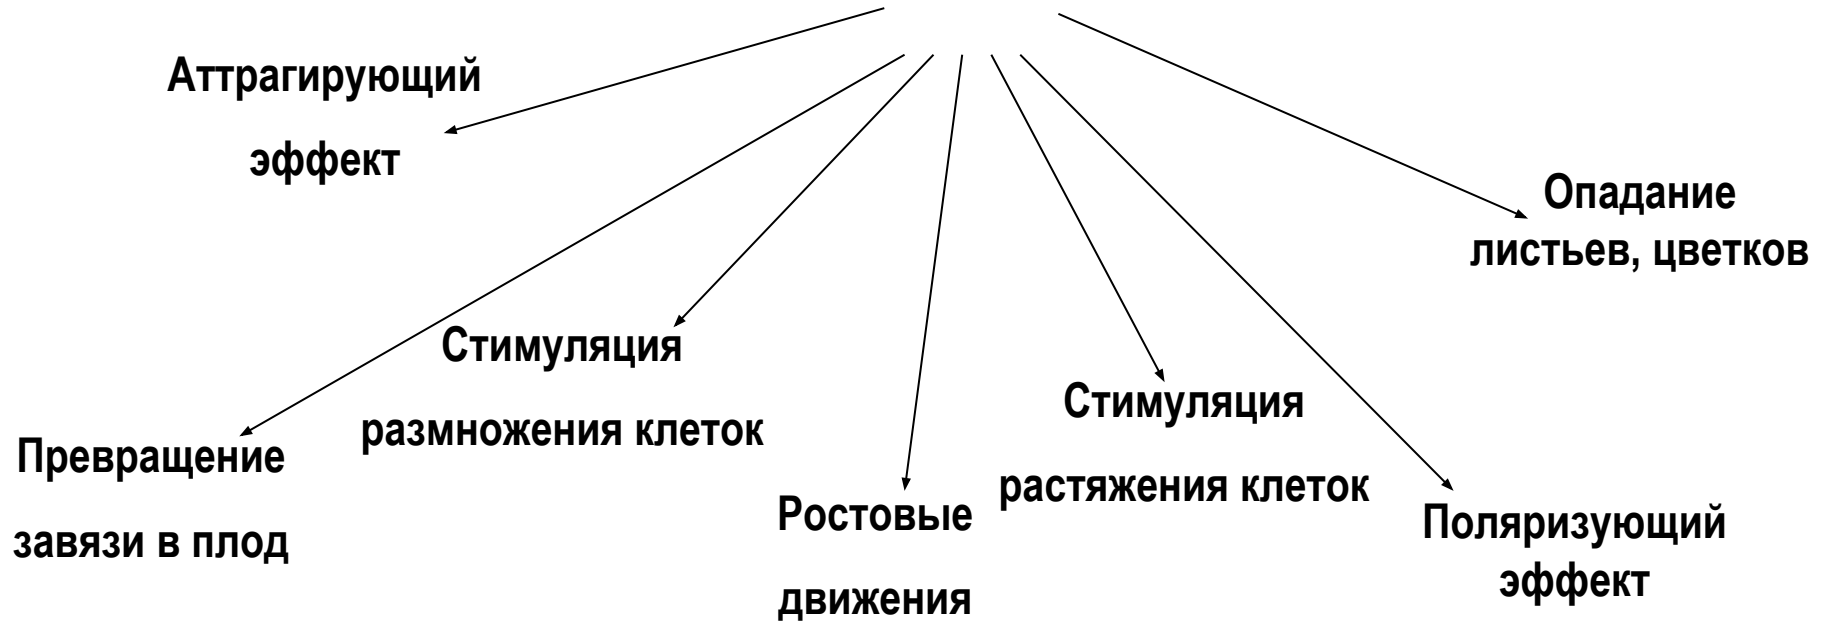 Аттрагирующий
эффект
Опадание
листьев, цветков
Стимуляция
размножения клеток
Стимуляция
растяжения клеток
Превращение
завязи в плод
Ростовые
движения
Поляризующий
эффект